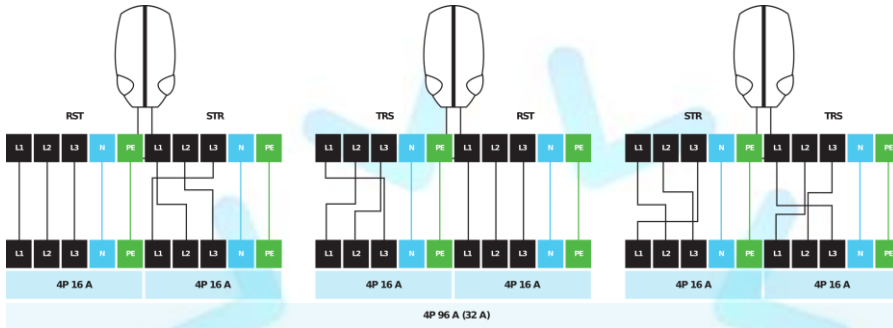 RST STR TRS RST STR TRS
L1 L2 L3 N PE L1 L2 L3 N PE L1 L2 L3 N PE L1 L2 L3 N PE L1 L2 L3 N PE L1 L2 L3 N PE
L1 L2 L3 N PE L1 L2 L3 N PE L1 L2 L3 N PE L1 L2 L3 N PE L1 L2 L3 N PE L1 L2 L3 N PE
4P 16 A 4P 16 A 4P 16 A 4P 16 A 4P 16 A 4P 16 A
4P 96 A (32 A)